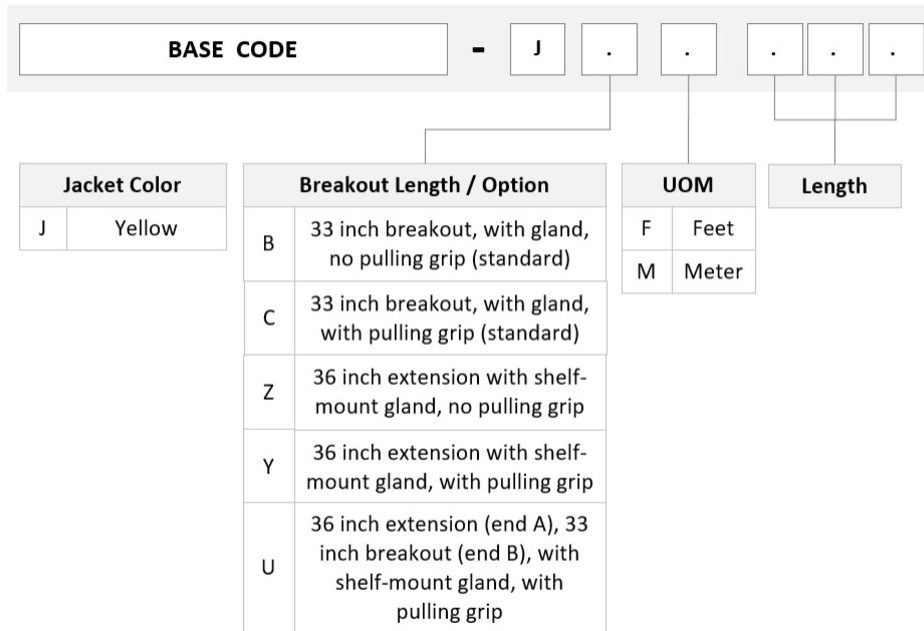 BASE CODE - J . . . . .
Jacket Color
J Yellow
Breakout Length / Option
B 33 inch breakout, with gland,
no pulling grip (standard)
C 33 inch breakout, with gland,
with pulling grip (standard)
Z 36 inch extension with shelf-
mount gland, no pulling grip
Y 36 inch extension with shelf-
mount gland, with pulling grip
U 36 inch extension (end A), 33
inch breakout (end B), with
shelf-mount gland, with
pulling grip
UOM
F Feet
M Meter
Length